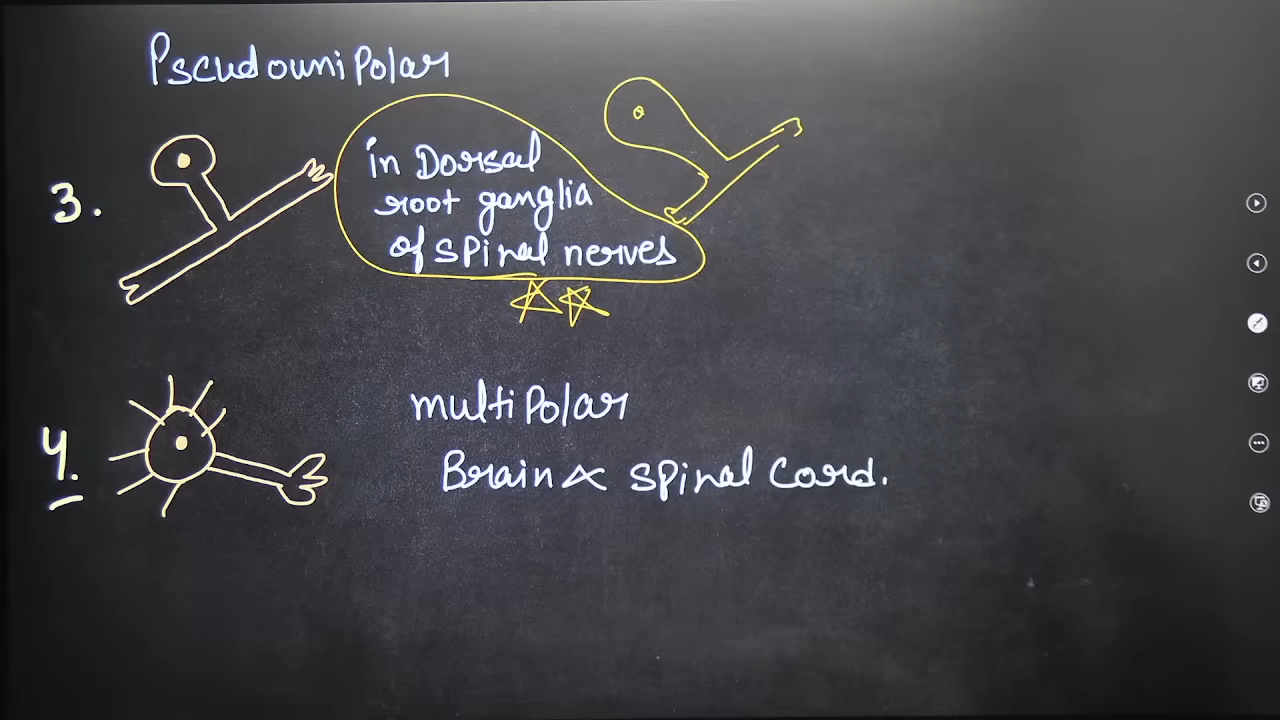 Pseudounipolar
3.
in Dorsal
root ganglia
of spinal nerves
4.
multipolar
Brain & spinal cord.